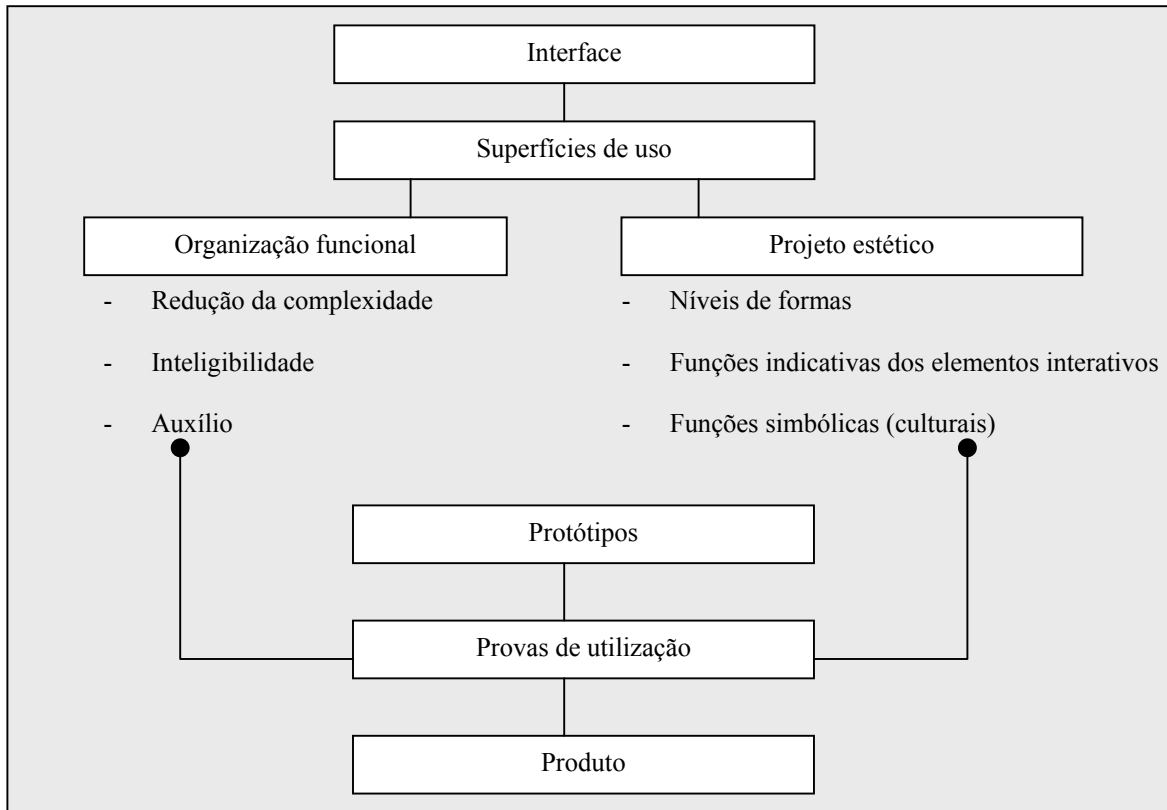 Interface
Superfícies de uso
Organização funcional
- Redução da complexidade
- Inteligibilidade
- Auxílio
Projeto estético
- Níveis de formas
- Funções indicativas dos elementos interativos
- Funções simbólicas (culturais)
Protótipos
Provas de utilização
Produto